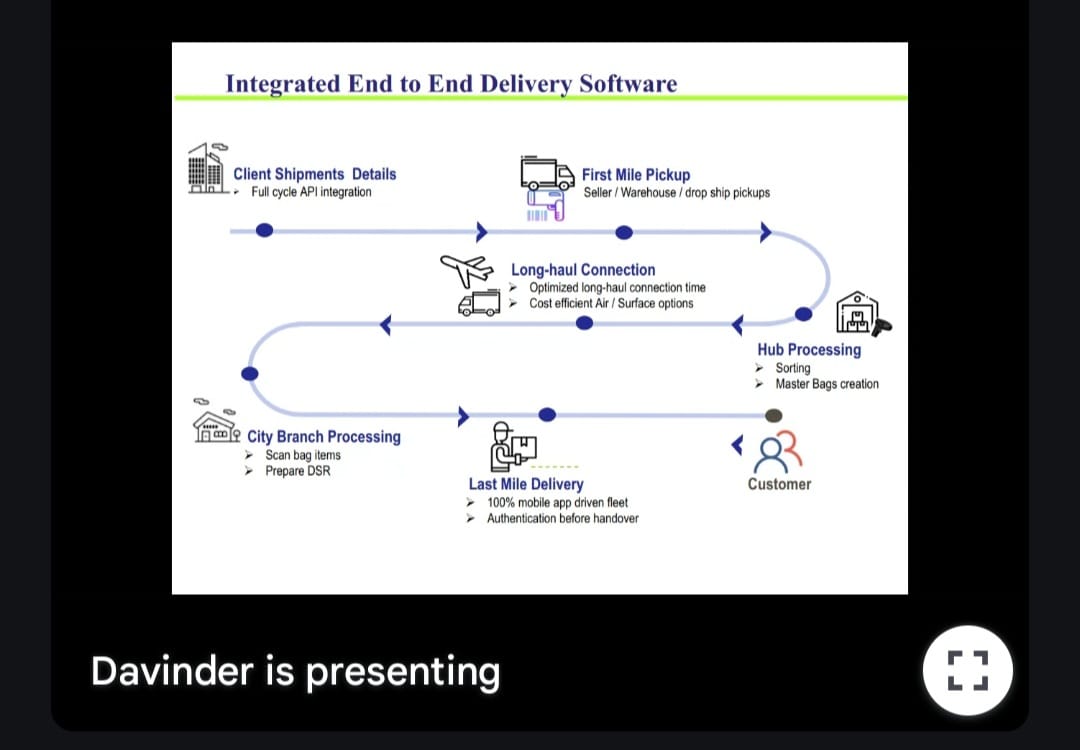 Integrated End to End Delivery Software
Client Shipments Details
Full cycle API integration
First Mile Pickup
Seller / Warehouse / drop ship pickups
Long-haul Connection
Optimized long-haul connection time
Cost efficient Air / Surface options
Hub Processing
Sorting
Master Bags creation
City Branch Processing
Scan bag items
Prepare DSR
Last Mile Delivery
100% mobile app driven fleet
Authentication before handover
Customer
Davinder is presenting